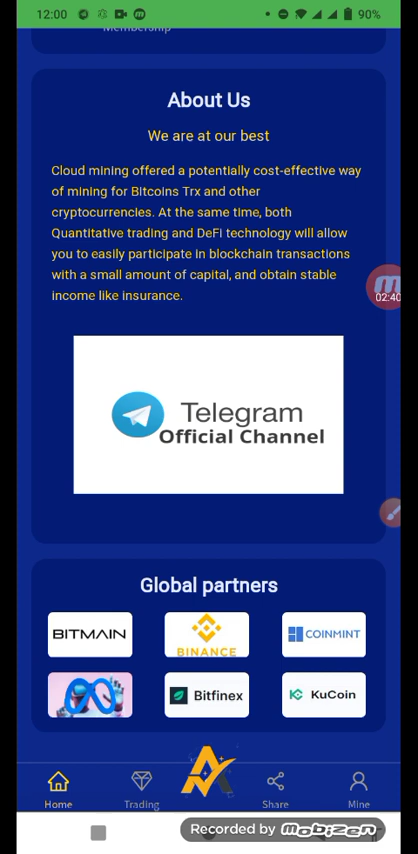 12:00
90%
Membership
About Us
We are at our best
Cloud mining offered a potentially cost-effective way
of mining for Bitcoins Trx and other
cryptocurrencies. At the same time, both
Quantitative trading and DeFi technology will allow
you to easily participate in blockchain transactions
with a small amount of capital, and obtain stable
income like insurance.
02:40
Telegram
Official Channel
Global partners
BITMAIN
BINANCE
COINMINT
Bitfinex
KuCoin
Home
Trading
Share
Mine
Recorded by mobizen